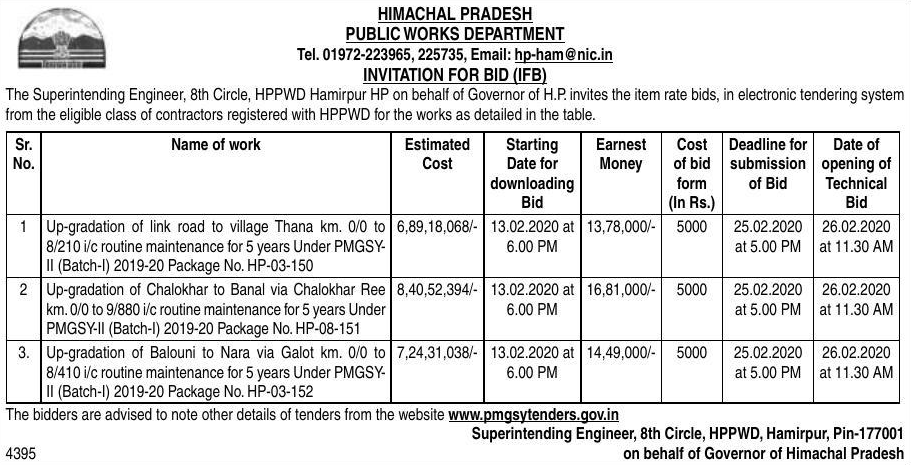 HIMACHAL PRADESH
PUBLIC WORKS DEPARTMENT
Tel. 01972-223965, 225735, Email: hp-ham@nic.in
INVITATION FOR BID (IFB)
The Superintending Engineer, 8th Circle, HPPWD Hamirpur HP on behalf of Governor of H.P. invites the item rate bids, in electronic tendering system
from the eligible class of contractors registered with HPPWD for the works as detailed in the table.
Sr. Name of work Estimated Starting Earnest Cost Deadline for Date of
No. Cost Date for Money of bid submission opening of
downloading form of Bid Technical
Bid (In Rs.) Bid
1 Up-gradation of link road to village Thana km. 0/0 to 6,89,18,068/- 13.02.2020 at 13,78,000/- 5000 25.02.2020 26.02.2020
8/210 i/c routine maintenance for 5 years Under PMGSY- 6.00 PM at 5.00 PM at 11.30 AM
II (Batch-I) 2019-20 Package No. HP-03-150
2 Up-gradation of Chalokhar to Banal via Chalokhar Ree 8,40,52,394/- 13.02.2020 at 16,81,000/- 5000 25.02.2020 26.02.2020
km. 0/0 to 9/880 i/c routine maintenance for 5 years Under 6.00 PM at 5.00 PM at 11.30 AM
PMGSY-II (Batch-I) 2019-20 Package No. HP-08-151
3. Up-gradation of Balouni to Nara via Galot km. 0/0 to 7,24,31,038/- 13.02.2020 at 14,49,000/- 5000 25.02.2020 26.02.2020
8/410 i/c routine maintenance for 5 years Under PMGSY- 6.00 PM at 5.00 PM at 11.30 AM
II (Batch-I) 2019-20 Package No. HP-03-152
The bidders are advised to note other details of tenders from the website www.pmgsytenders.gov.in
Superintending Engineer, 8th Circle, HPPWD, Hamirpur, Pin-177001
4395 on behalf of Governor of Himachal Pradesh